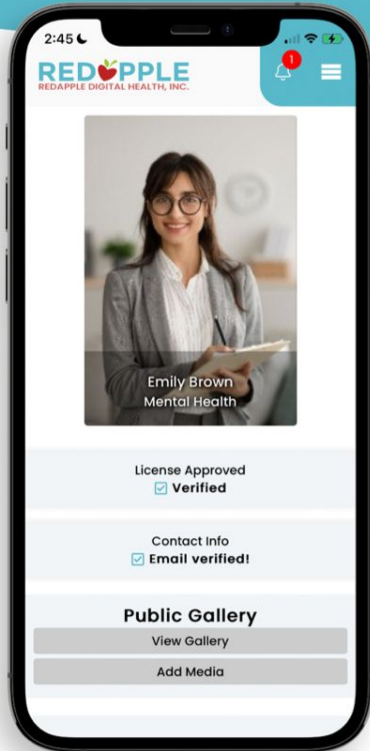 2:45
1
REDAPPLE
REDAPPLE DIGITAL HEALTH, INC.
Emily Brown
Mental Health
License Approved
Verified
Contact Info
Email verified!
Public Gallery
View Gallery
Add Media